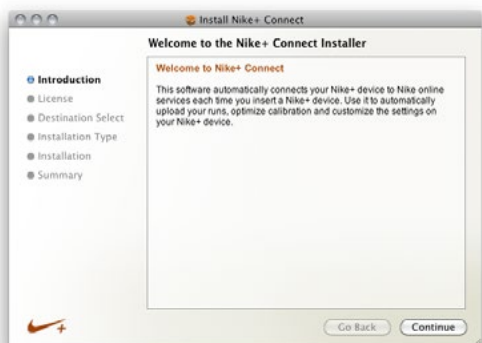 Install Nike+ Connect
Welcome to the Nike+ Connect Installer
Introduction
License
Destination Select
Installation Type
Installation
Summary
Welcome to Nike+ Connect
This software automatically connects your Nike+ device to Nike online
services each time you insert a Nike+ device. Use it to automatically
upload your runs, optimize calibration and customize the settings on
your Nike+ device.
Go Back
Continue